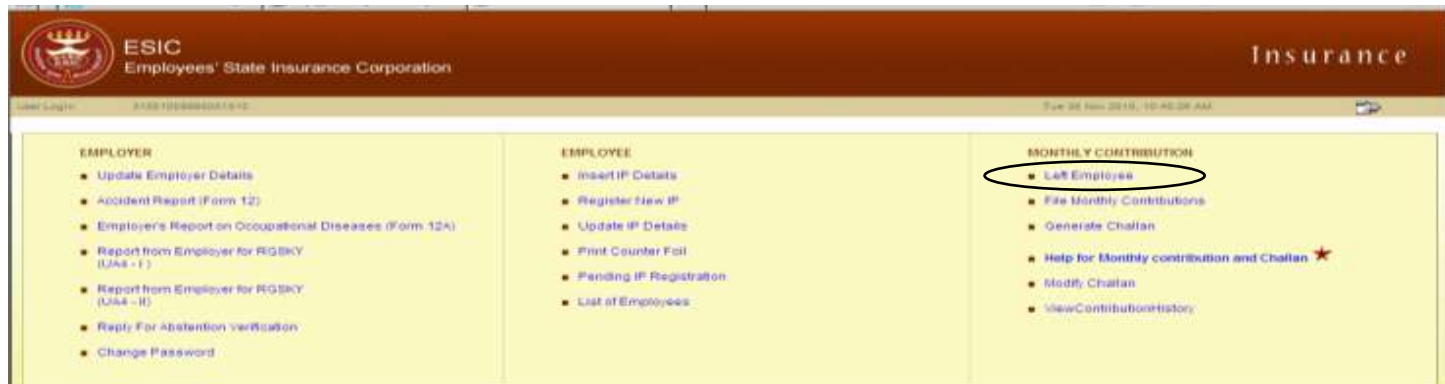 ESIC
Employees' State Insurance Corporation
Insurance
User Login
EMPLOYER
Update Employer Details
Accident Report (Form 12)
Employer's Report on Occupational Diseases (Form 12A)
Report from Employer for RGSKY
(UA4 - I)
Report from Employer for RGSKY
(UA4 - II)
Reply For Abstention Verification
Change Password
EMPLOYEE
Insert IP Details
Register New IP
Update IP Details
Print Counter Foil
Pending IP Registration
List of Employees
MONTHLY CONTRIBUTION
Left Employee
File Monthly Contributions
Generate Challan
Help for Monthly contribution and Challan
Modify Challan
ViewContributionHistory